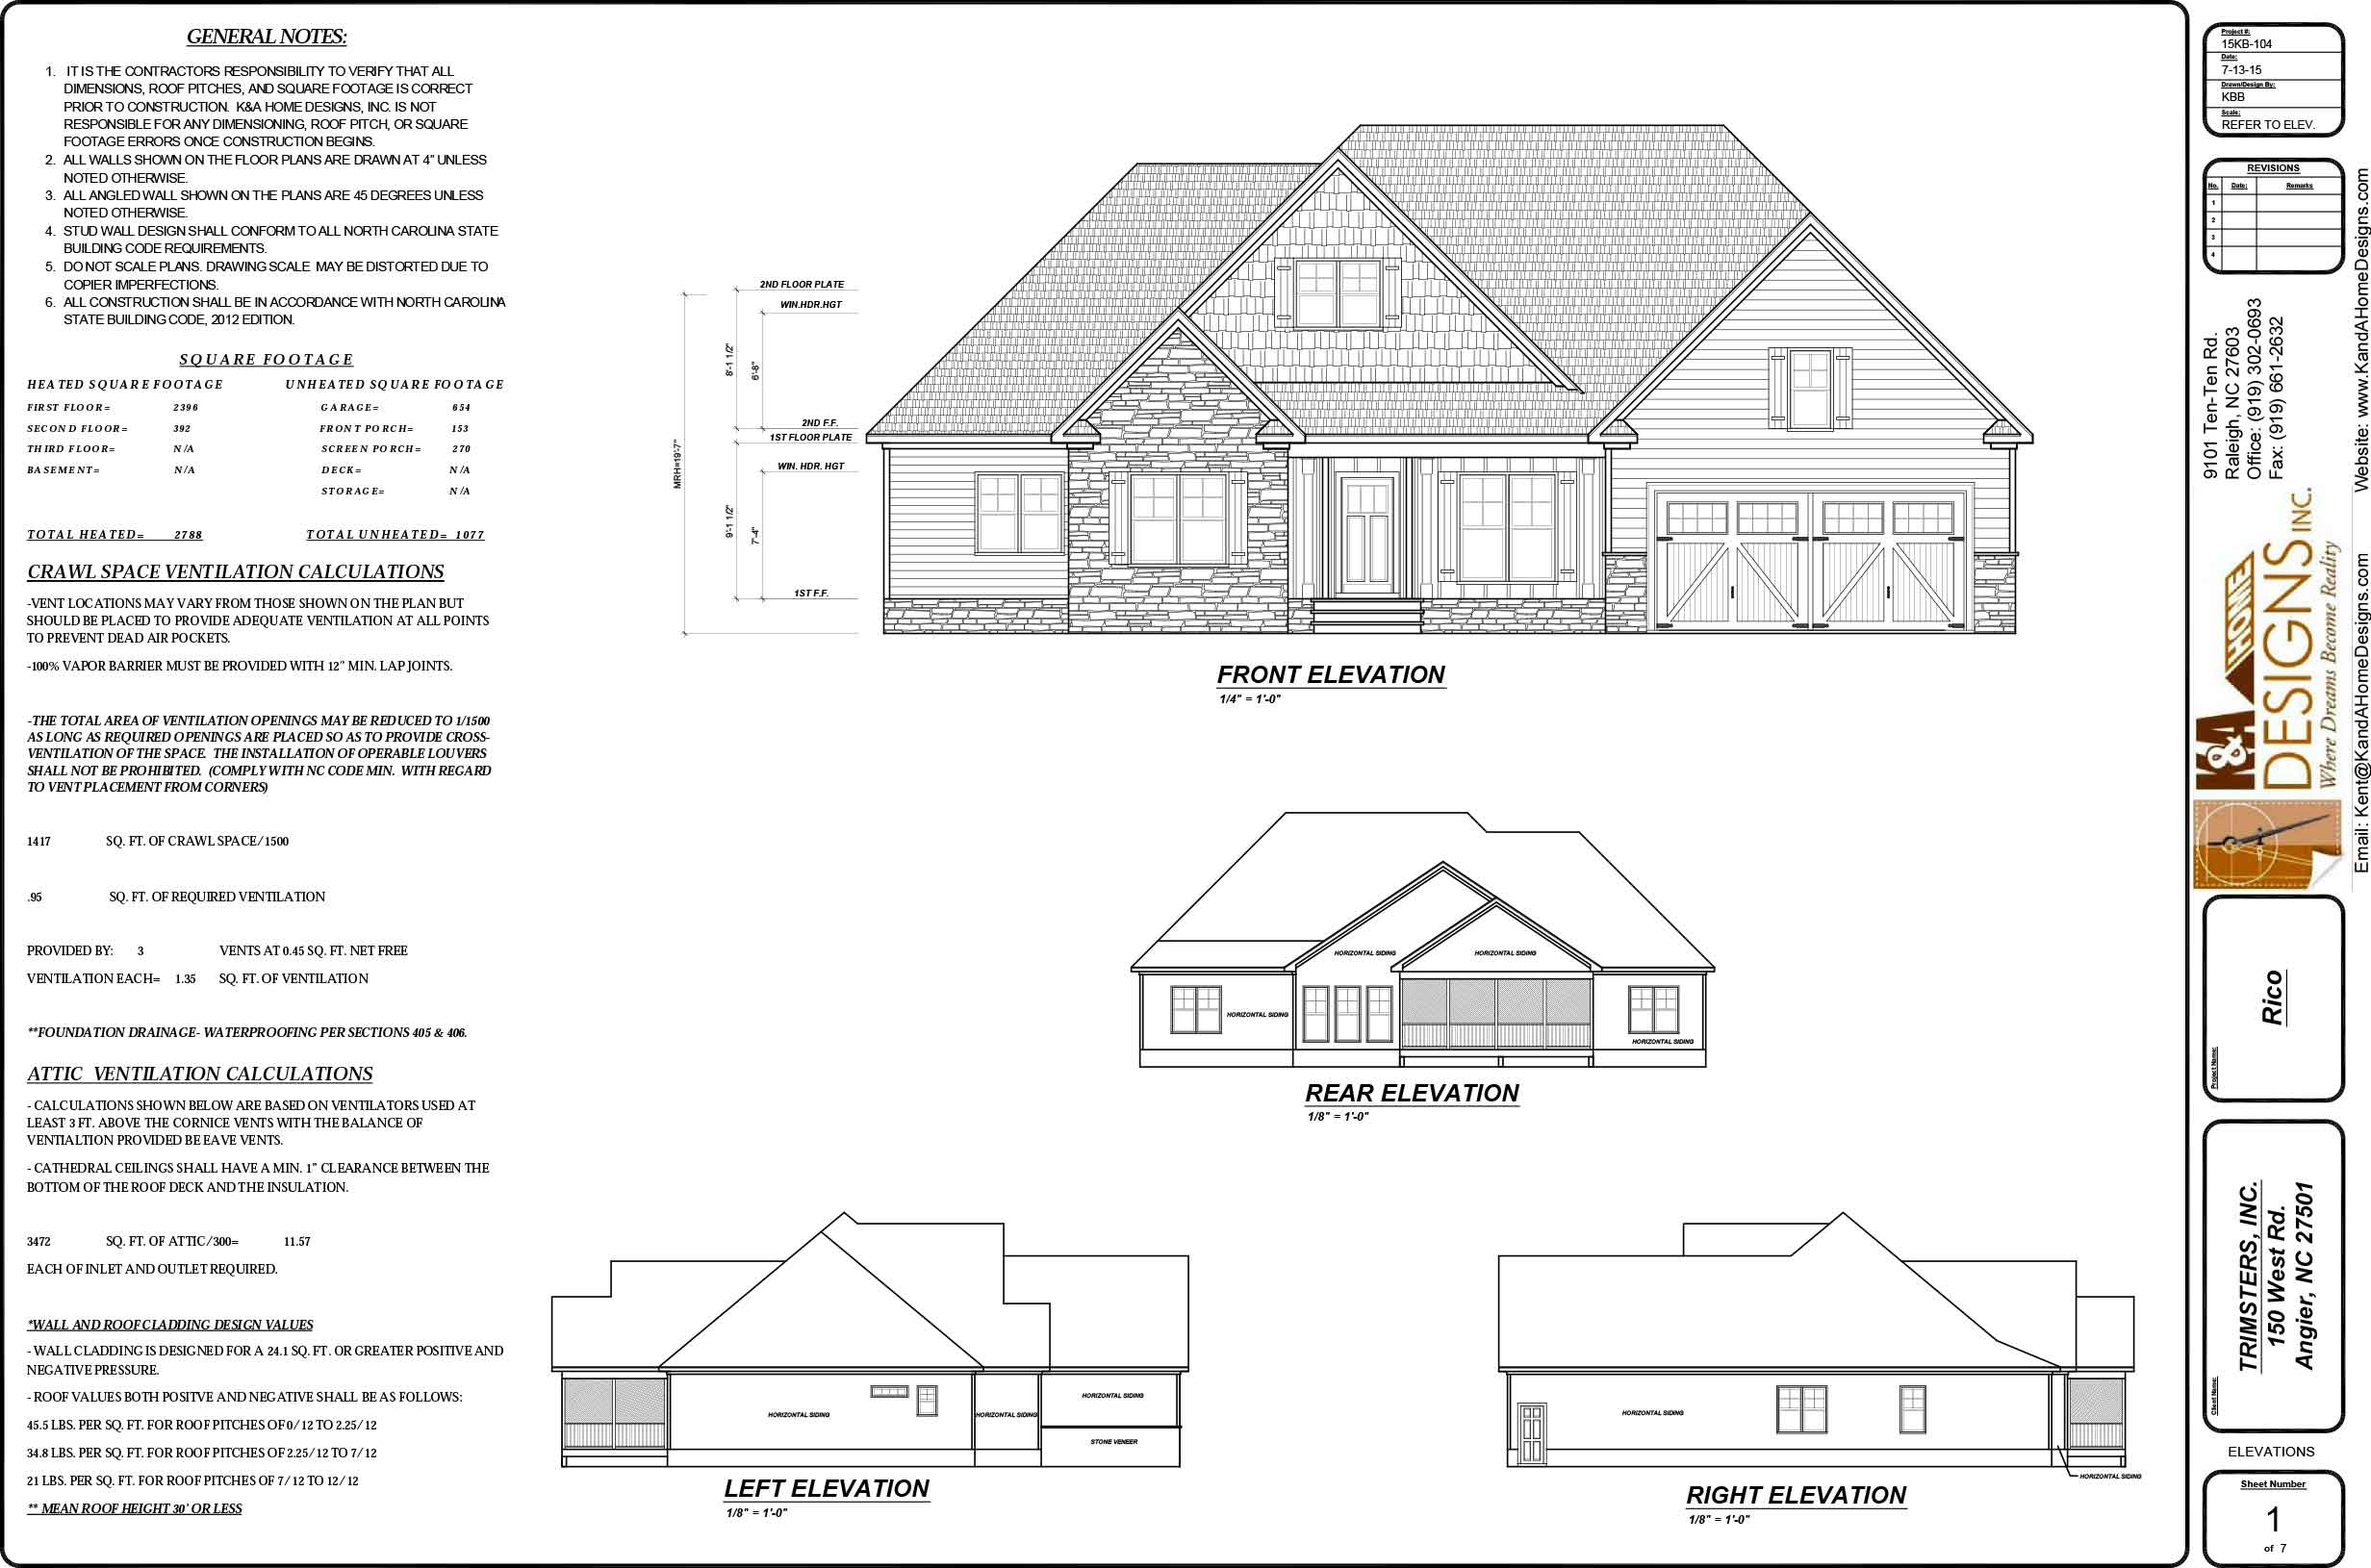 GENERAL NOTES:
1. IT IS THE CONTRACTORS RESPONSIBILITY TO VERIFY THAT ALL
DIMENSIONS, ROOF PITCHES, AND SQUARE FOOTAGE IS CORRECT
PRIOR TO CONSTRUCTION. K&A HOME DESIGNS, INC. IS NOT
RESPONSIBLE FOR ANY DIMENSIONING, ROOF PITCH, OR SQUARE
FOOTAGE ERRORS ONCE CONSTRUCTION BEGINS.
2. ALL WALLS SHOWN ON THE FLOOR PLANS ARE DRAWN AT 4" UNLESS
NOTED OTHERWISE.
3. ALL ANGLED WALL SHOWN ON THE PLANS ARE 45 DEGREES UNLESS
NOTED OTHERWISE.
4. STUD WALL DESIGN SHALL CONFORM TO ALL NORTH CAROLINA STATE
BUILDING CODE REQUIREMENTS.
5. DO NOT SCALE PLANS. DRAWING SCALE MAY BE DISTORTED DUE TO
COPIER IMPERFECTIONS.
6. ALL CONSTRUCTION SHALL BE IN ACCORDANCE WITH NORTH CAROLINA
STATE BUILDING CODE, 2012 EDITION.
SQUARE FOOTAGE
HEATED SQUARE FOOTAGE UNHEATED SQUARE FOOTAGE
FIRST FLOOR= 2396 GARAGE= 654
SECOND FLOOR= 392 FRONT PORCH= 153
THIRD FLOOR= N/A SCREEN PORCH= 270
BASEMENT= N/A DECK= N/A
STORAGE= N/A
TOTAL HEATED= 2788 TOTAL UNHEATED= 1077
CRAWL SPACE VENTILATION CALCULATIONS
-VENT LOCATIONS MAY VARY FROM THOSE SHOWN ON THE PLAN BUT
SHOULD BE PLACED TO PROVIDE ADEQUATE VENTILATION AT ALL POINTS
TO PREVENT DEAD AIR POCKETS.
-100% VAPOR BARRIER MUST BE PROVIDED WITH 12" MIN. LAP JOINTS.
-THE TOTAL AREA OF VENTILATION OPENINGS MAY BE REDUCED TO 1/1500
AS LONG AS REQUIRED OPENINGS ARE PLACED SO AS TO PROVIDE CROSS-
VENTILATION OF THE SPACE. THE INSTALLATION OF OPERABLE LOUVERS
SHALL NOT BE PROHIBITED. (COMPLY WITH NC CODE MIN. WITH REGARD
TO VENT PLACEMENT FROM CORNERS)
1417 SQ. FT. OF CRAWL SPACE/1500
.95 SQ. FT. OF REQUIRED VENTILATION
PROVIDED BY: 3 VENTS AT 0.45 SQ. FT. NET FREE
VENTILATION EACH= 1.35 SQ. FT. OF VENTILATION
**FOUNDATION DRAINAGE- WATERPROOFING PER SECTIONS 405 & 406.
ATTIC VENTILATION CALCULATIONS
- CALCULATIONS SHOWN BELOW ARE BASED ON VENTILATORS USED AT
LEAST 3 FT. ABOVE THE CORNICE VENTS WITH THE BALANCE OF
VENTIALTION PROVIDED BE EAVE VENTS.
- CATHEDRAL CEILINGS SHALL HAVE A MIN. 1" CLEARANCE BETWEEN THE
BOTTOM OF THE ROOF DECK AND THE INSULATION.
3472 SQ. FT. OF ATTIC/300= 11.57
EACH OF INLET AND OUTLET REQUIRED.
*WALL AND ROOF CLADDING DESIGN VALUES
- WALL CLADDING IS DESIGNED FOR A 24.1 SQ. FT. OR GREATER POSITIVE AND
NEGATIVE PRESSURE.
- ROOF VALUES BOTH POSITVE AND NEGATIVE SHALL BE AS FOLLOWS:
45.5 LBS. PER SQ. FT. FOR ROOF PITCHES OF 0/12 TO 2.25/12
34.8 LBS. PER SQ. FT. FOR ROOF PITCHES OF 2.25/12 TO 7/12
21 LBS. PER SQ. FT. FOR ROOF PITCHES OF 7/12 TO 12/12
** MEAN ROOF HEIGHT 30' OR LESS
2ND FLOOR PLATE
WIN.HDR.HGT
8'-1 1/2"
6'-8"
2ND F.F.
1ST FLOOR PLATE
MRH=19'-7"
WIN. HDR. HGT
9'-1 1/2"
7'-4"
1ST F.F.
FRONT ELEVATION
1/4" = 1'-0"
HORIZONTAL SIDING
HORIZONTAL SIDING
HORIZONTAL SIDING
HORIZONTAL SIDING
REAR ELEVATION
1/8" = 1'-0"
HORIZONTAL SIDING
HORIZONTAL SIDING
HORIZONTAL SIDING
STONE VENEER
LEFT ELEVATION
1/8" = 1'-0"
HORIZONTAL SIDING
HORIZONTAL SIDING
RIGHT ELEVATION
1/8" = 1'-0"
Project #:
15KB-104
Date:
7-13-15
Drawn/Design By:
KBB
Scale:
REFER TO ELEV.
REVISIONS
No. Date: Remarks
1
2
3
4
9101 Ten-Ten Rd.
Raleigh, NC 27603
Office: (919) 302-0693
Fax: (919) 661-2632
Website: www.KandAHomeDesigns.com
Email: Kent@KandAHomeDesigns.com
K&A HOME
DESIGNS INC.
Where Dreams Become Reality
Project Name:
Rico
Client Name:
TRIMSTERS, INC.
150 West Rd.
Angier, NC 27501
ELEVATIONS
Sheet Number
1
of 7